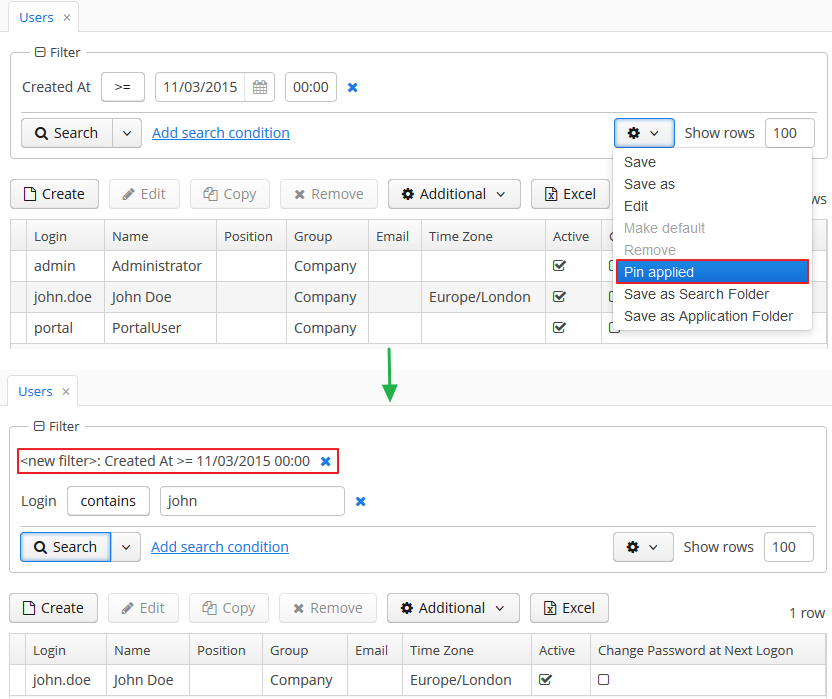 Users ×
Filter
Created At >= 11/03/2015 00:00
Search Add search condition Show rows 100
Save
Save as
Edit
Make default
Remove
Pin applied
Save as Search Folder
Save as Application Folder
Create Edit Copy Remove Additional Excel
Login Name Position Group Email Time Zone Active
admin Administrator Company
john.doe John Doe Company Europe/London
portal PortalUser Company
Users ×
Filter
<new filter>: Created At >= 11/03/2015 00:00
Login contains john
Search Add search condition Show rows 100
Create Edit Copy Remove Additional Excel 1 row
Login Name Position Group Email Time Zone Active Change Password at Next Logon
john.doe John Doe Company Europe/London